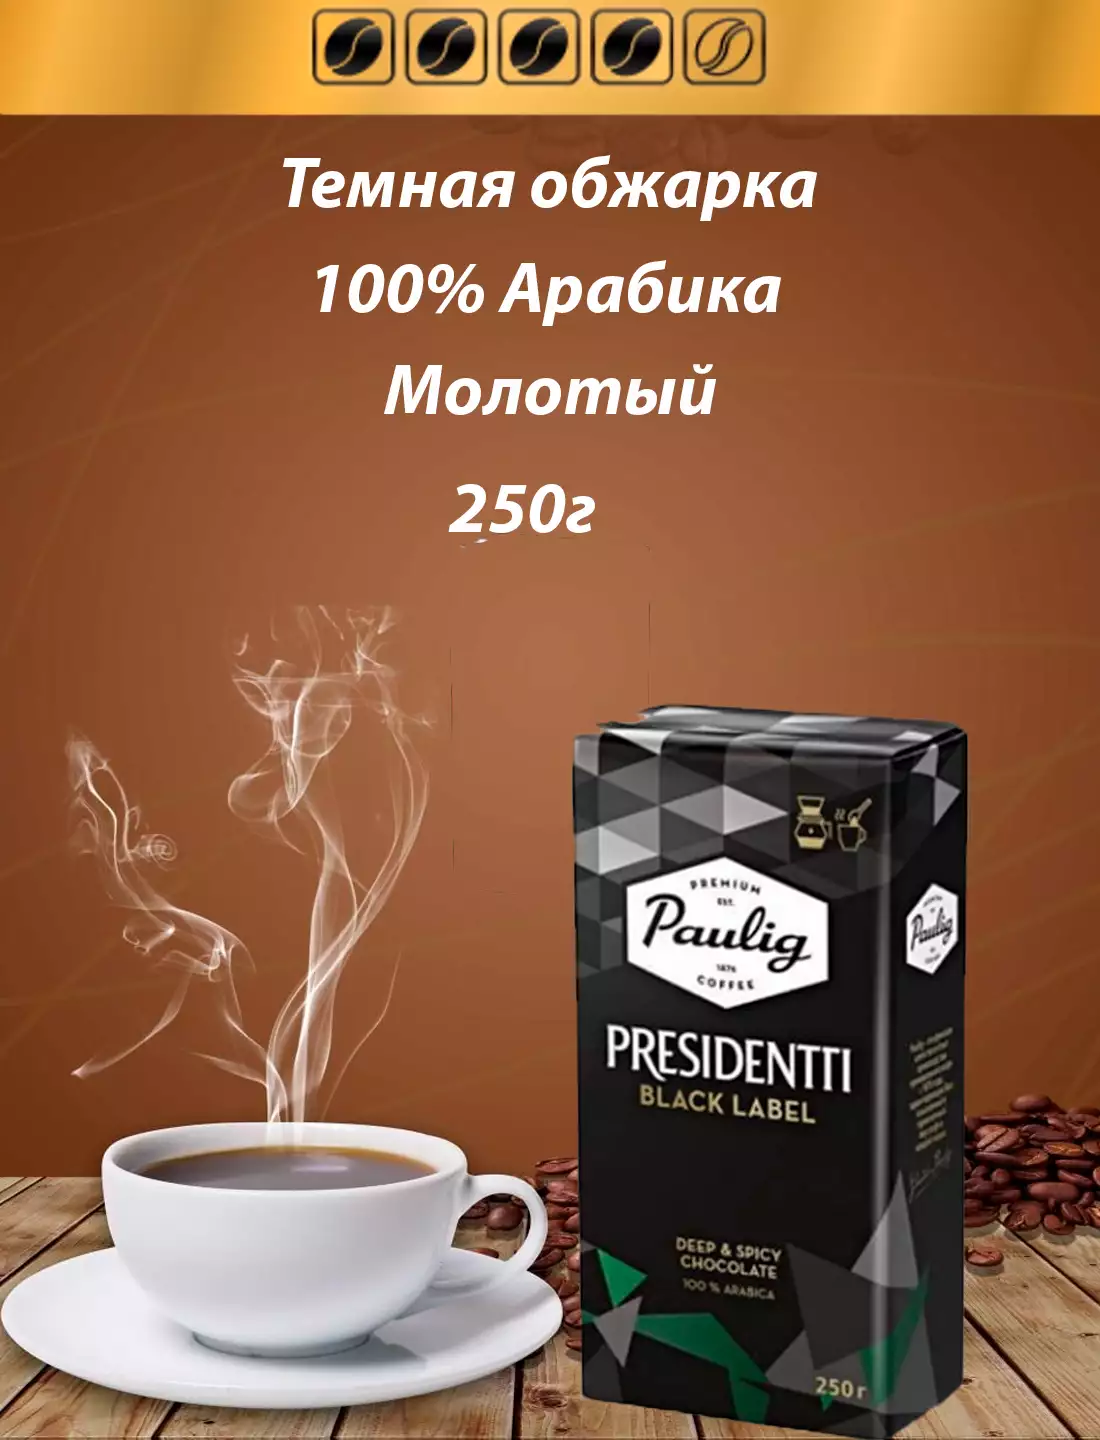 Темная обжарка
100% Арабика
Молотый
250г
PREMIUM
EST.
Paulig
1876
COFFEE
Paulig
PRESIDENTTI
BLACK LABEL
DEEP & SPICY
CHOCOLATE
100 % ARABICA
250 г